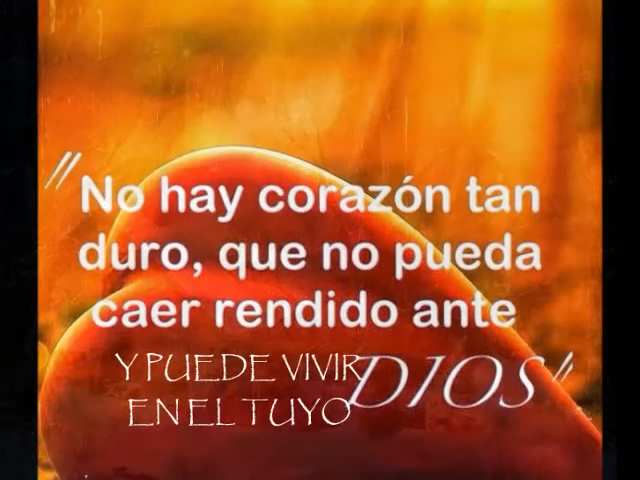 "No hay corazón tan
duro, que no pueda
caer rendido ante
DIOS"
Y PUEDE VIVIR
EN EL TUYO